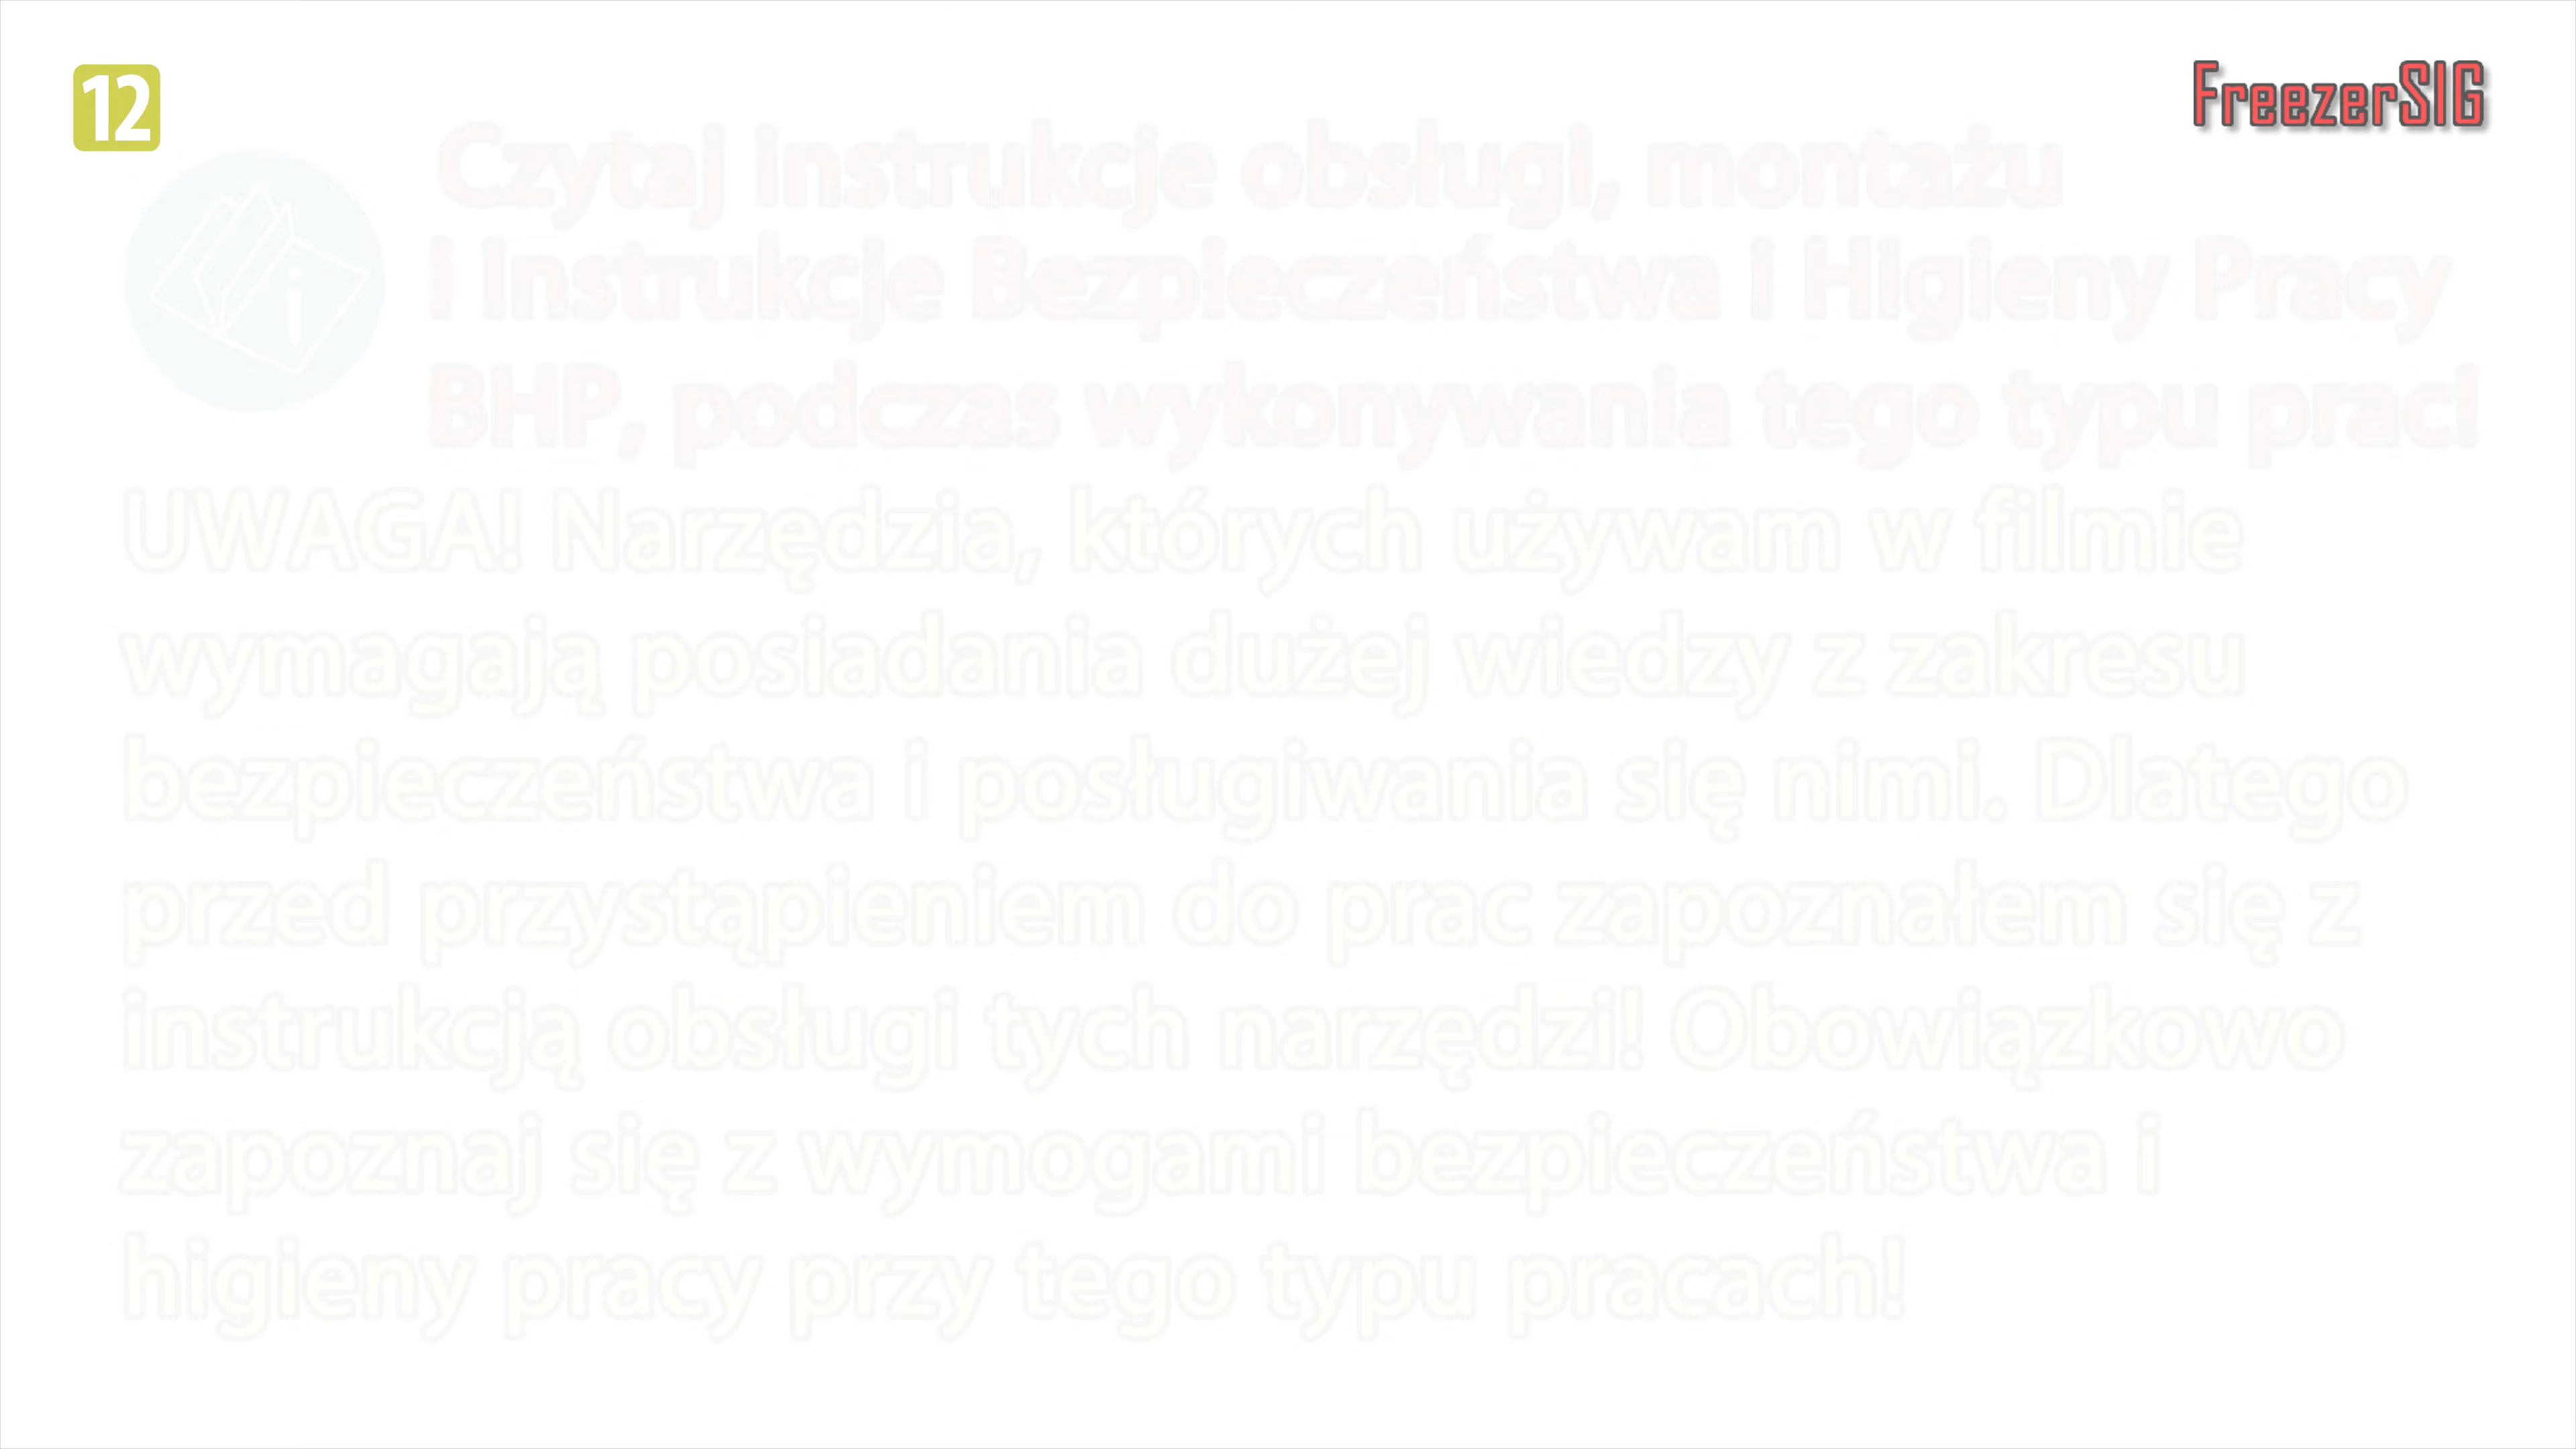 12
FreezerSIG
Czytaj instrukcje obsługi, montażu
i instrukcje Bezpieczeństwa i Higieny Pracy
BHP, podczas wykonywania tego typu prac!
UWAGA! Narzędzia, których używam w filmie
wymagają posiadania dużej wiedzy z zakresu
bezpieczeństwa i posługiwania się nimi. Dlatego
przed przystąpieniem do prac zapoznałem się z
instrukcją obsługi tych narzędzi! Obowiązkowo
zapoznaj się z wymogami bezpieczeństwa i
higieny pracy przy tego typu pracach!